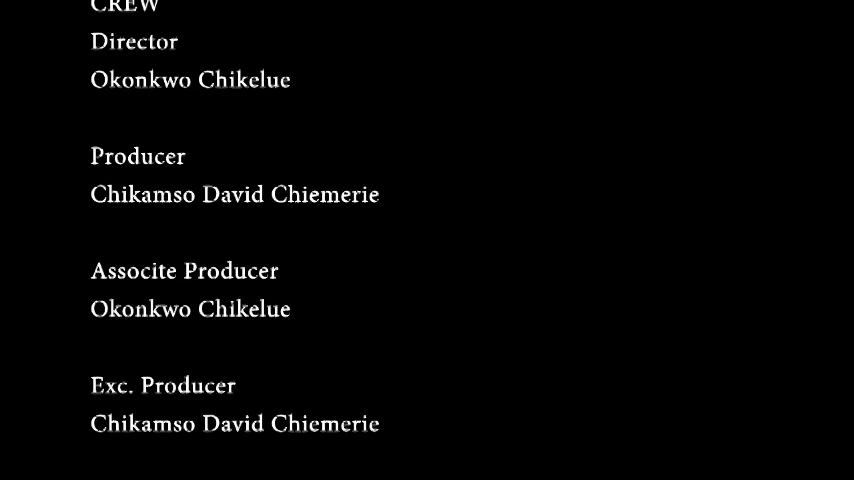 CREW
Director
Okonkwo Chikelue
Producer
Chikamso David Chiemerie
Associte Producer
Okonkwo Chikelue
Exc. Producer
Chikamso David Chiemerie